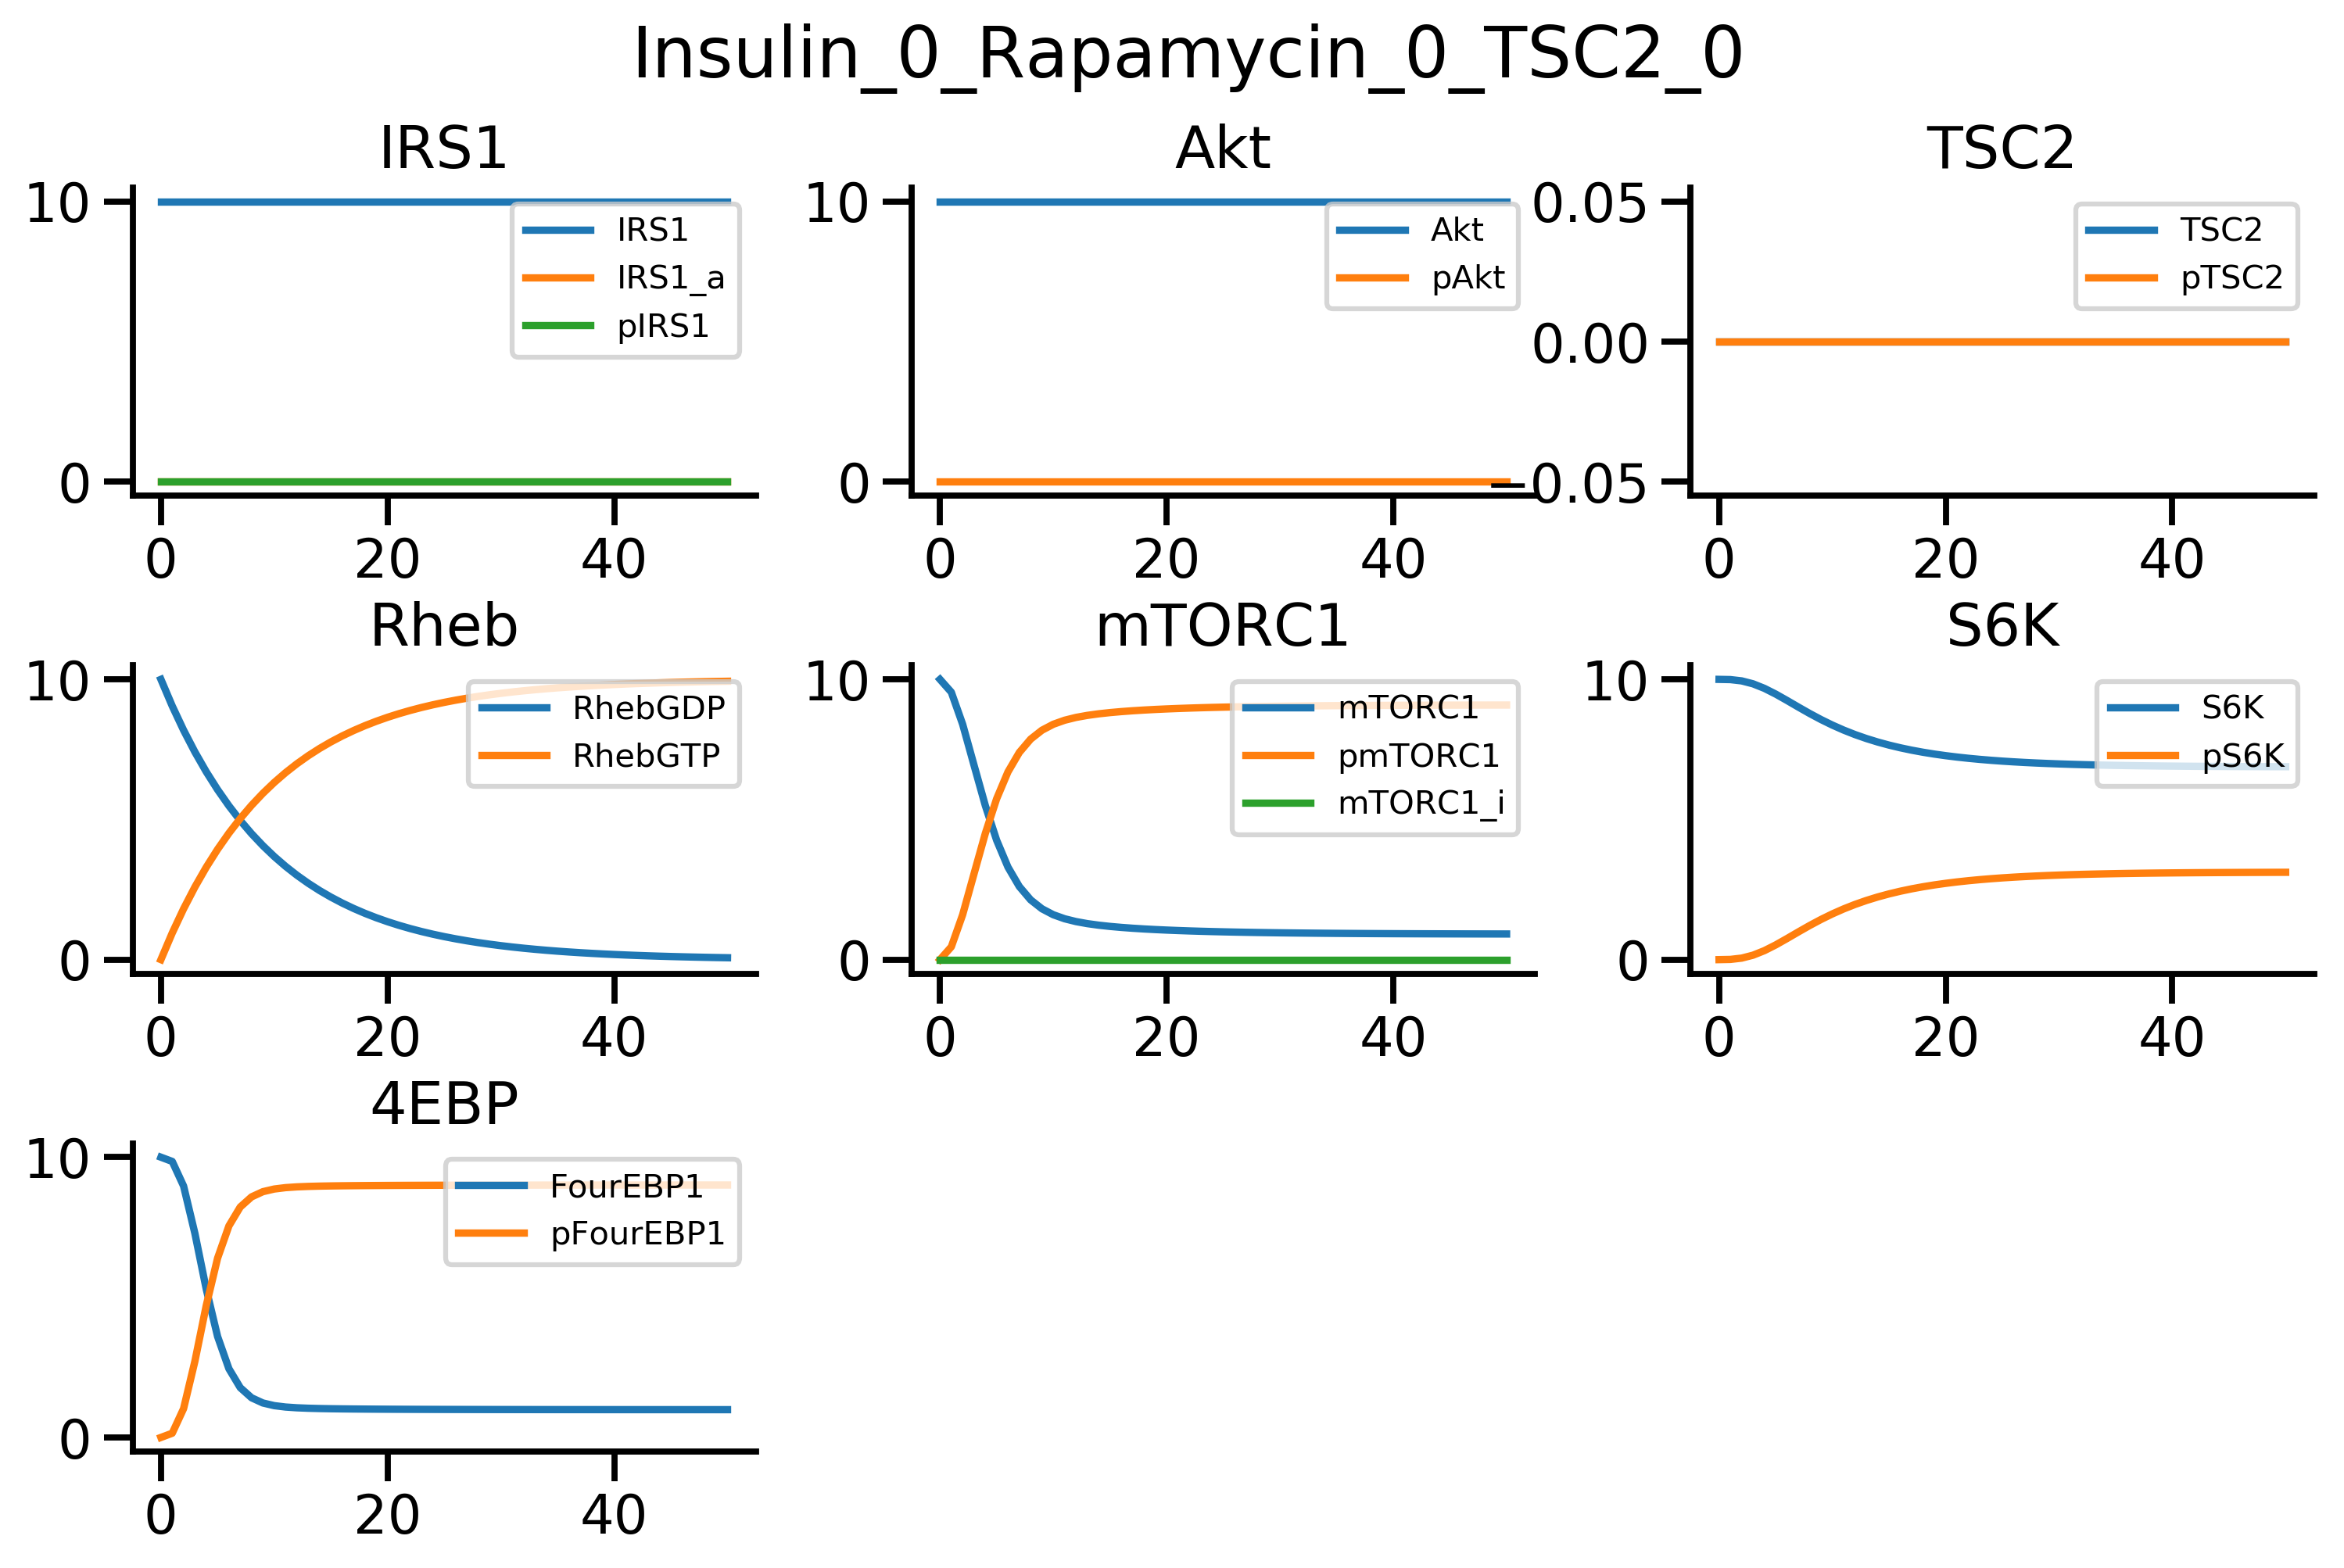 Insulin_0_Rapamycin_0_TSC2_0
IRS1
10
0
0 20 40
IRS1
IRS1_a
pIRS1
Akt
10
0
0 20 40
Akt
pAkt
TSC2
0.05
0.00
−0.05
0 20 40
TSC2
pTSC2
Rheb
10
0
0 20 40
RhebGDP
RhebGTP
mTORC1
10
0
0 20 40
mTORC1
pmTORC1
mTORC1_i
S6K
10
0
0 20 40
S6K
pS6K
4EBP
10
0
0 20 40
FourEBP1
pFourEBP1